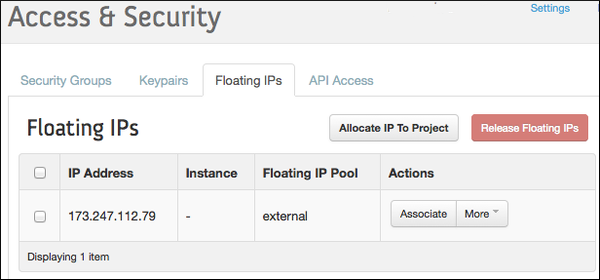 Access & Security
Settings
Security Groups
Keypairs
Floating IPs
API Access
Floating IPs
Allocate IP To Project
Release Floating IPs
IP Address Instance Floating IP Pool Actions
173.247.112.79 - external Associate More
Displaying 1 item